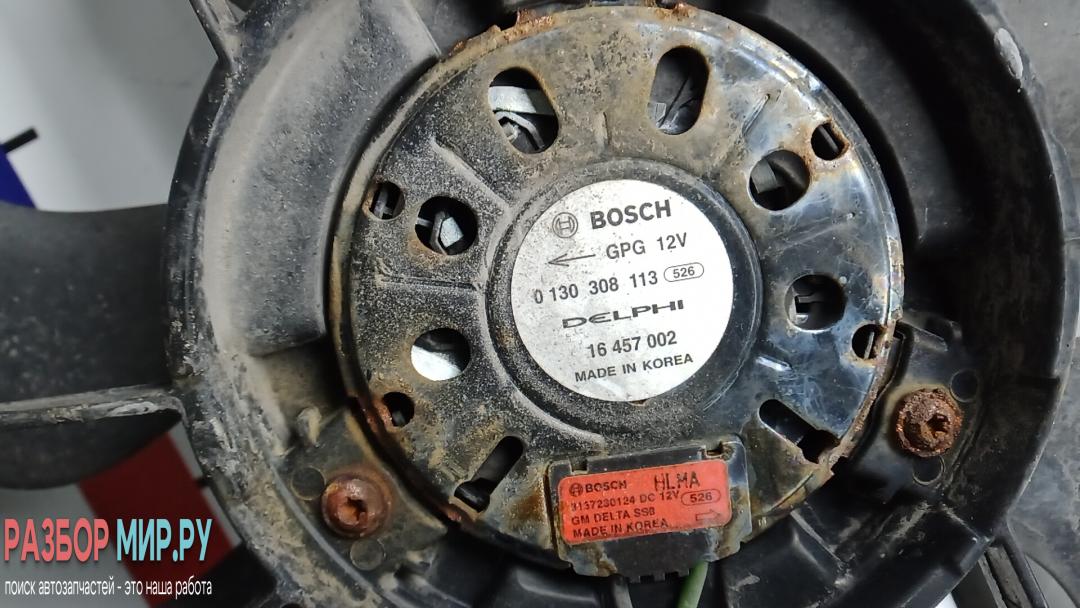 BOSCH
GPG 12V
0 130 308 113 526
DELPHI
16 457 002
MADE IN KOREA
BOSCH HLMA
9137230124 DC 12V 526
GM DELTA SSB
MADE IN KOREA
РАЗБОР МИР.РУ
поиск автозапчастей - это наша работа